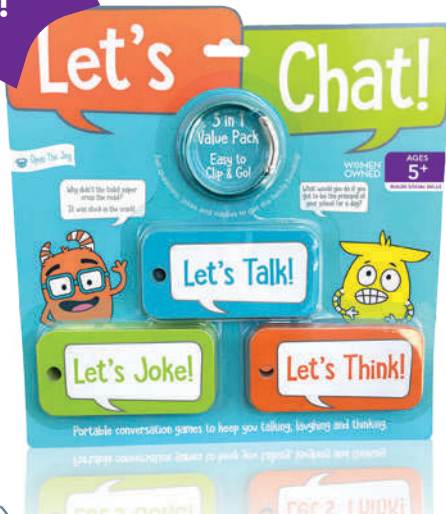 !
Let's
Chat!
3 in 1
Value Pack
Easy to
Clip & Go!
Open The Joy
WOMEN
OWNED
AGES
5+
BUILDS SOCIAL SKILLS
Why didn't the toilet paper
cross the road?
It was stuck in the crack!
What would you do if you
got to be the principal of
your school for a day?
Let's Talk!
Let's Joke!
Let's Think!
Portable conversation games to keep you talking, laughing and thinking.